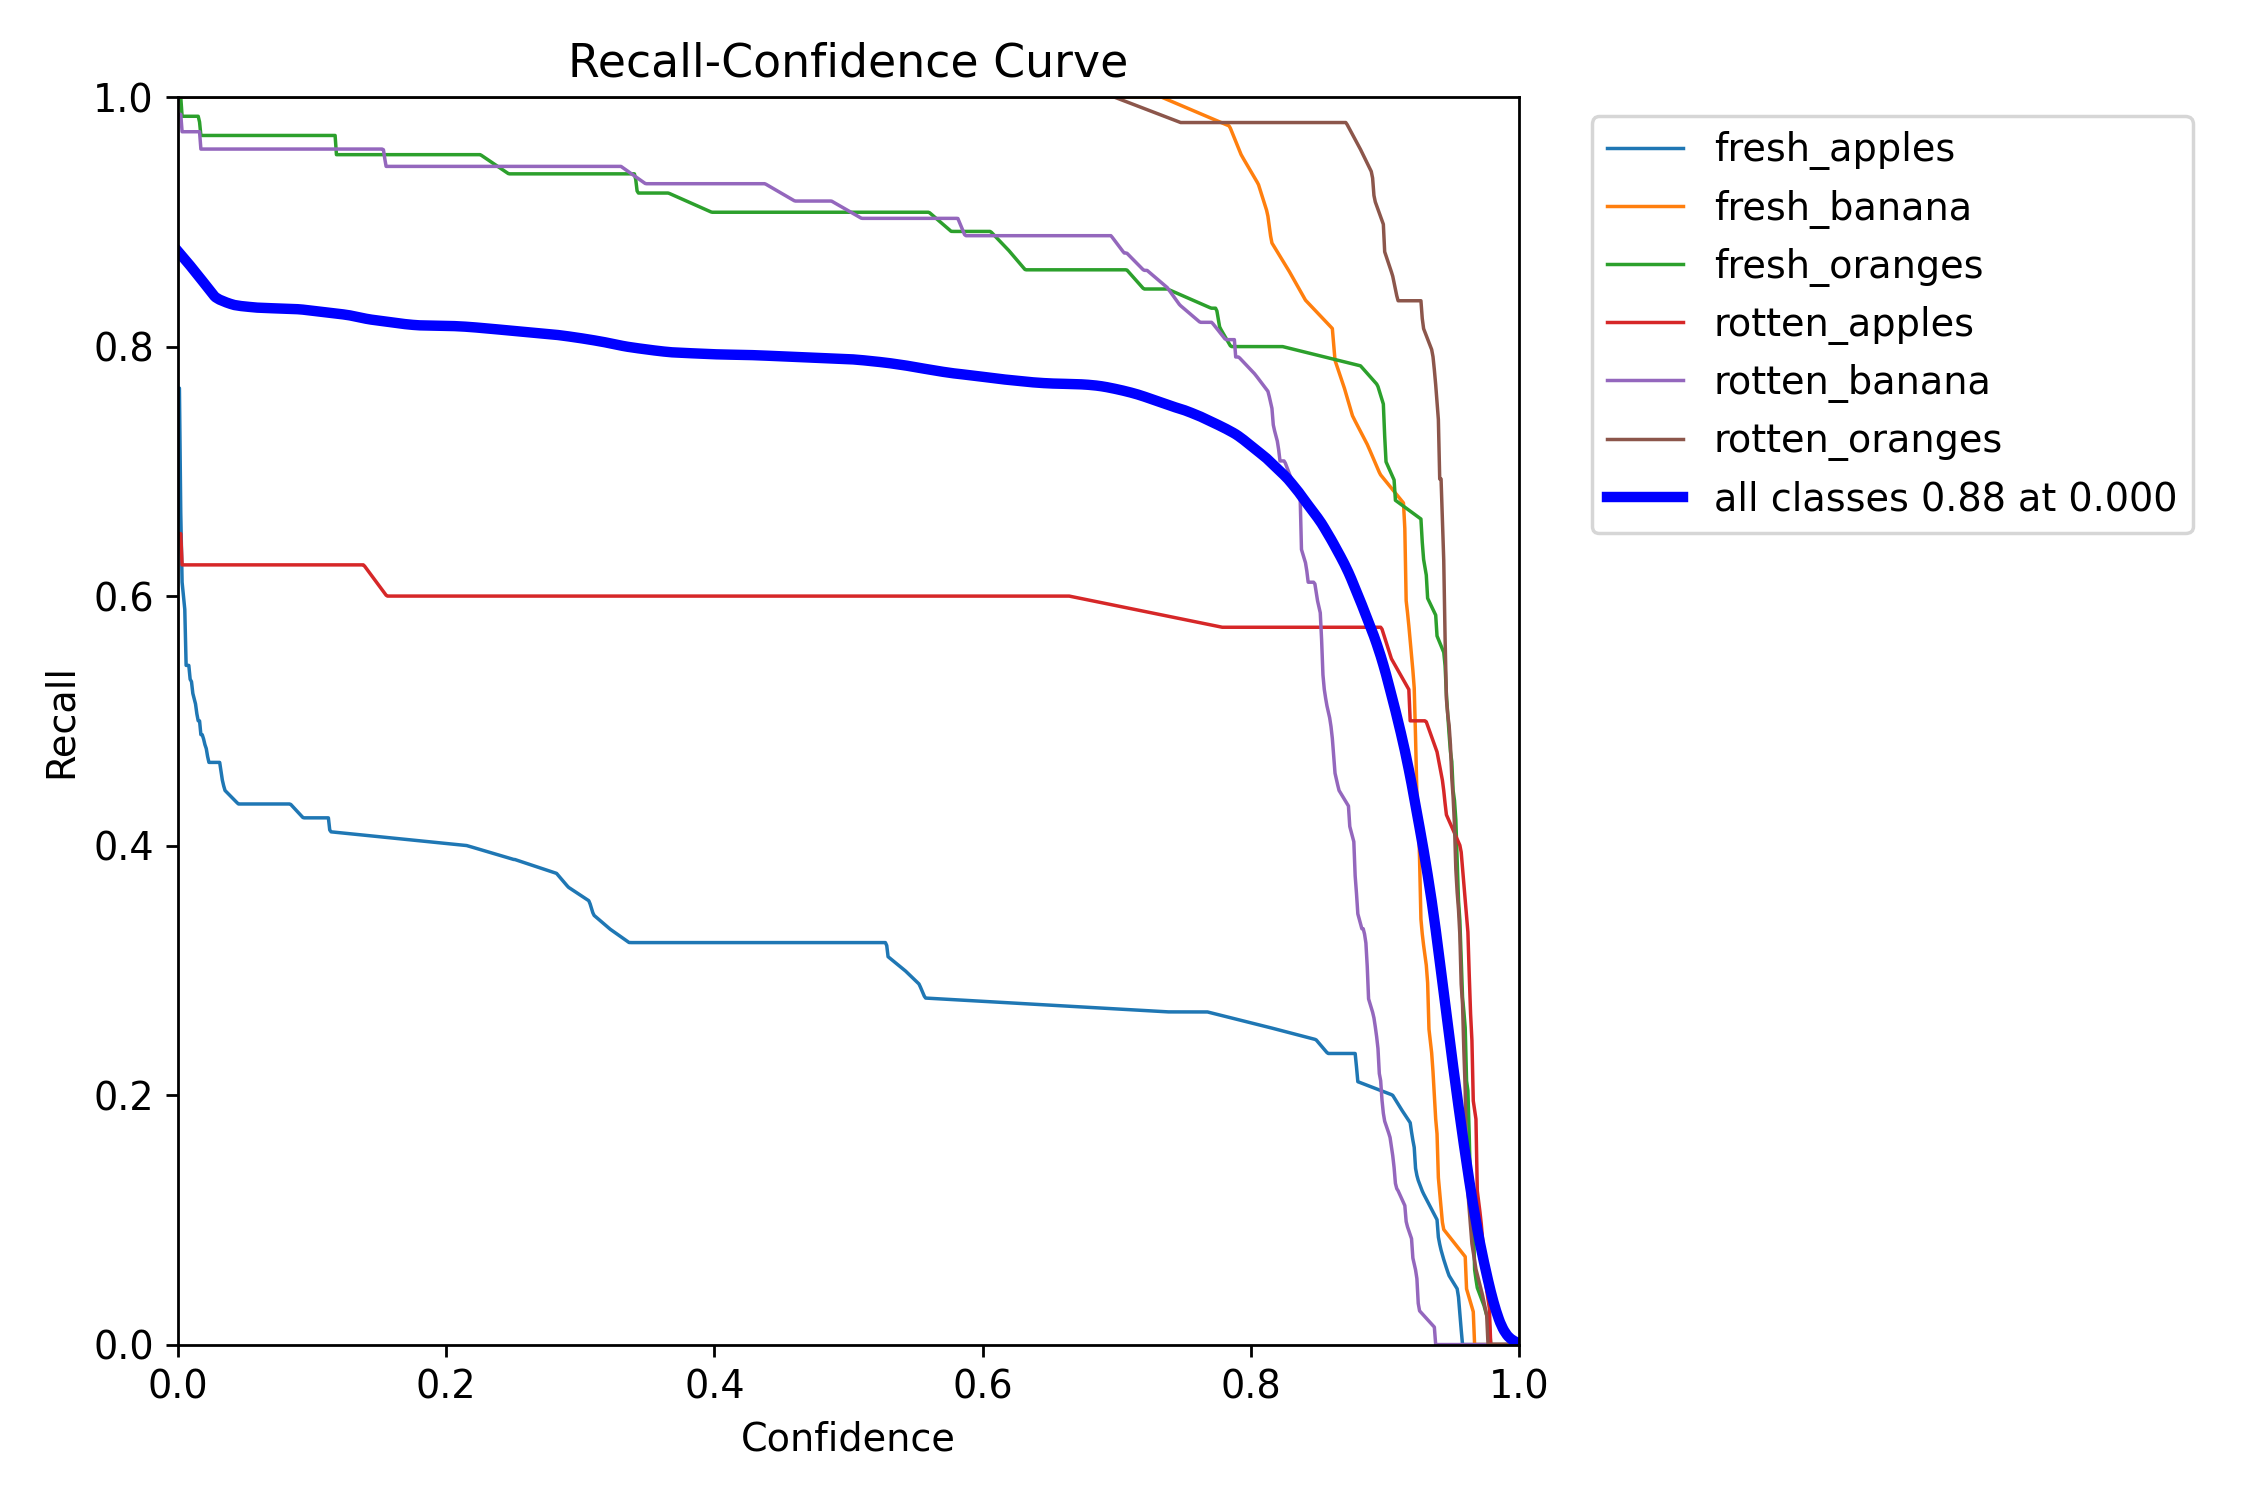 Recall-Confidence Curve
1.0
0.8
0.6
0.4
0.2
0.0
Recall
0.0 0.2 0.4 0.6 0.8 1.0
Confidence
fresh_apples
fresh_banana
fresh_oranges
rotten_apples
rotten_banana
rotten_oranges
all classes 0.88 at 0.000